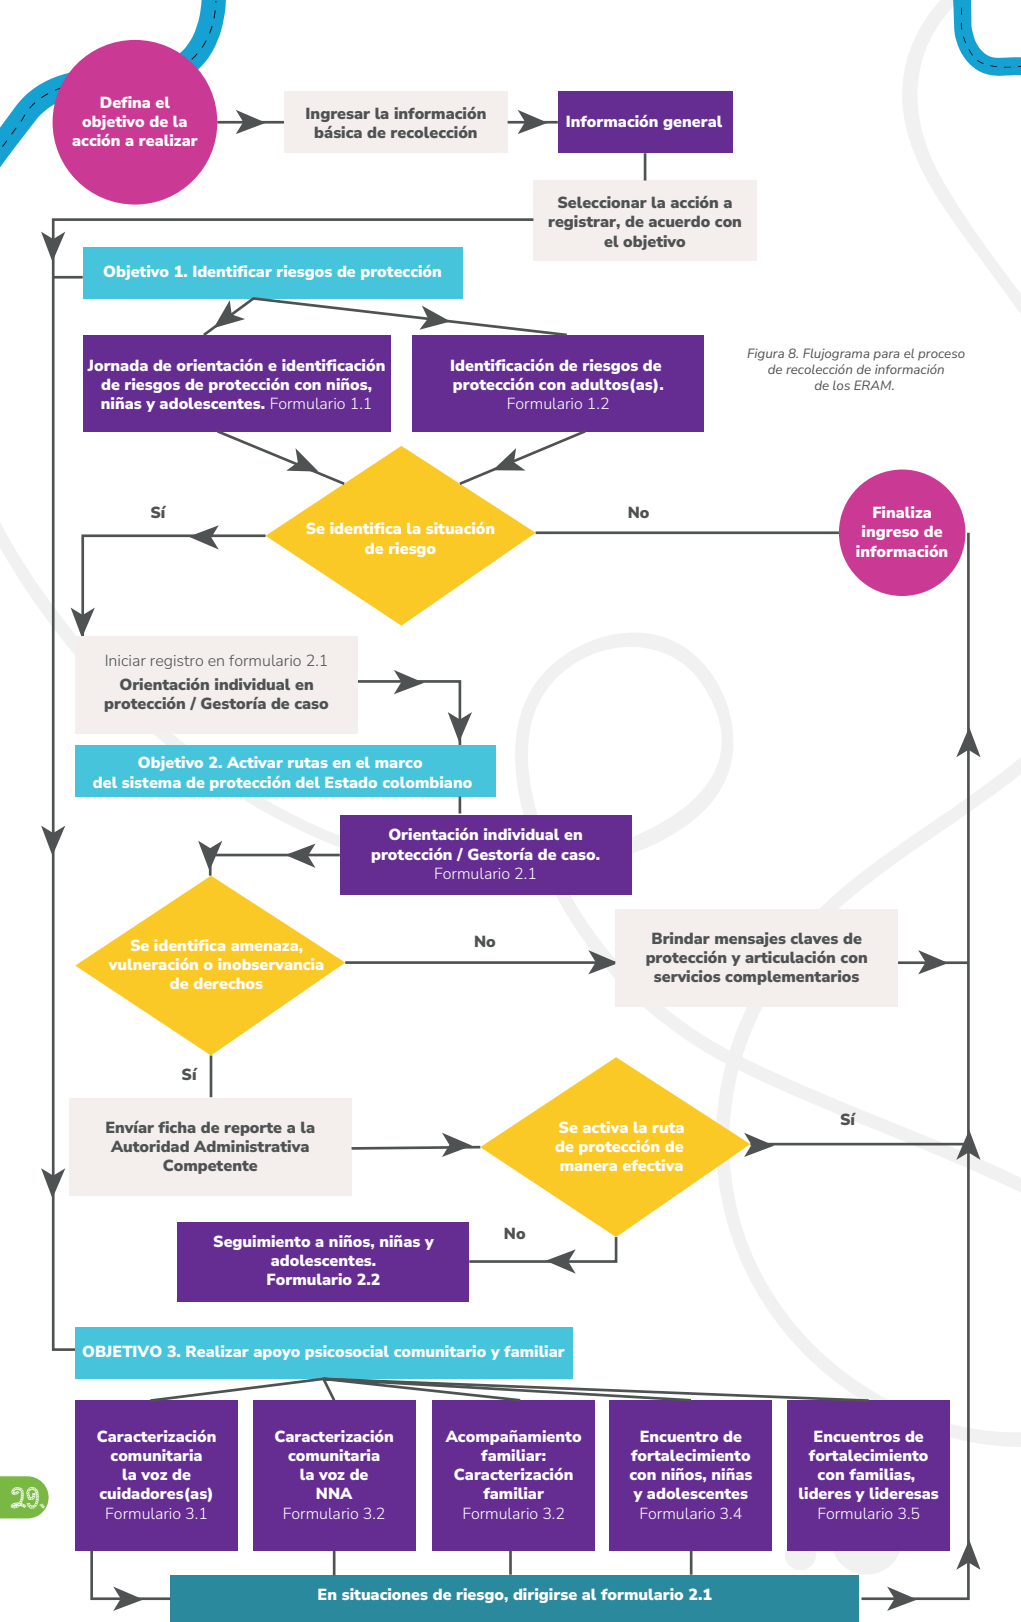 Defina el
objetivo de la
acción a realizar
Ingresar la información
básica de recolección
Información general
Seleccionar la acción a
registrar, de acuerdo con
el objetivo
Objetivo 1. Identificar riesgos de protección
Jornada de orientación e identificación
de riesgos de protección con niños,
niñas y adolescentes. Formulario 1.1
Identificación de riesgos de
protección con adultos(as).
Formulario 1.2
Figura 8. Flujograma para el proceso
de recolección de información
de los ERAM.
Sí
Se identifica la situación
de riesgo
No
Finaliza
ingreso de
información
Iniciar registro en formulario 2.1
Orientación individual en
protección / Gestoría de caso
Objetivo 2. Activar rutas en el marco
del sistema de protección del Estado colombiano
Orientación individual en
protección / Gestoría de caso.
Formulario 2.1
Se identifica amenaza,
vulneración o inobservancia
de derechos
No
Brindar mensajes claves de
protección y articulación con
servicios complementarios
Sí
Envíar ficha de reporte a la
Autoridad Administrativa
Competente
Se activa la ruta
de protección de
manera efectiva
Sí
No
Seguimiento a niños, niñas y
adolescentes.
Formulario 2.2
OBJETIVO 3. Realizar apoyo psicosocial comunitario y familiar
Caracterización
comunitaria
la voz de
cuidadores(as)
Formulario 3.1
Caracterización
comunitaria
la voz de
NNA
Formulario 3.2
Acompañamiento
familiar:
Caracterización
familiar
Formulario 3.2
Encuentro de
fortalecimiento
con niños, niñas
y adolescentes
Formulario 3.4
Encuentros de
fortalecimiento
con familias,
lideres y lideresas
Formulario 3.5
29.
En situaciones de riesgo, dirigirse al formulario 2.1